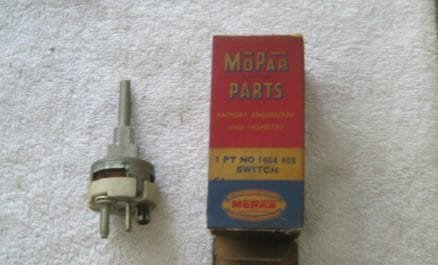 MOPAR
PARTS
FACTORY ENGINEERED
AND INSPECTED
1 PT NO 1604 408
SWITCH
MOPAR